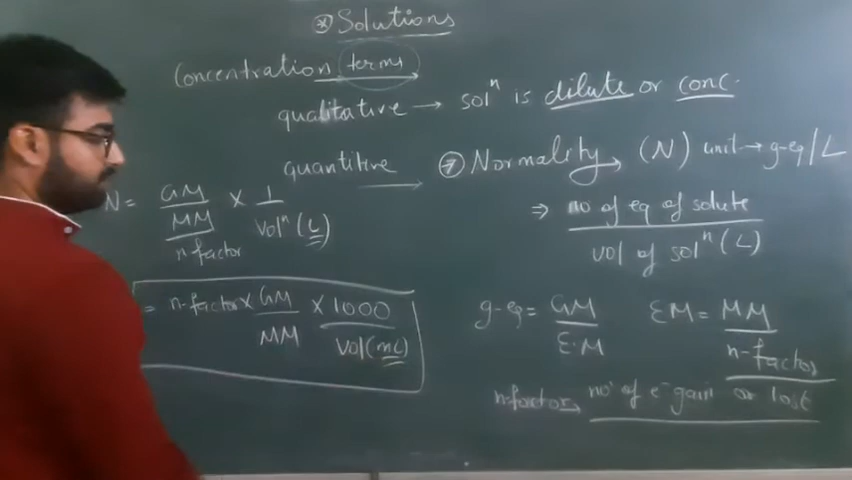 * Solutions
Concentration terms
qualitative → solⁿ is dilute or conc.
quantitive → ⑦ Normality → (N) unit → g-eq/L
⇒ no of eq of solute
vol of solⁿ (L)
N = GM × 1
MM volⁿ (L)
n factor
= n-factor × GM × 1000
MM Vol (mL)
g-eq = GM
E.M
EM = MM
n-factor
n-factor → no of e⁻ gain or lost